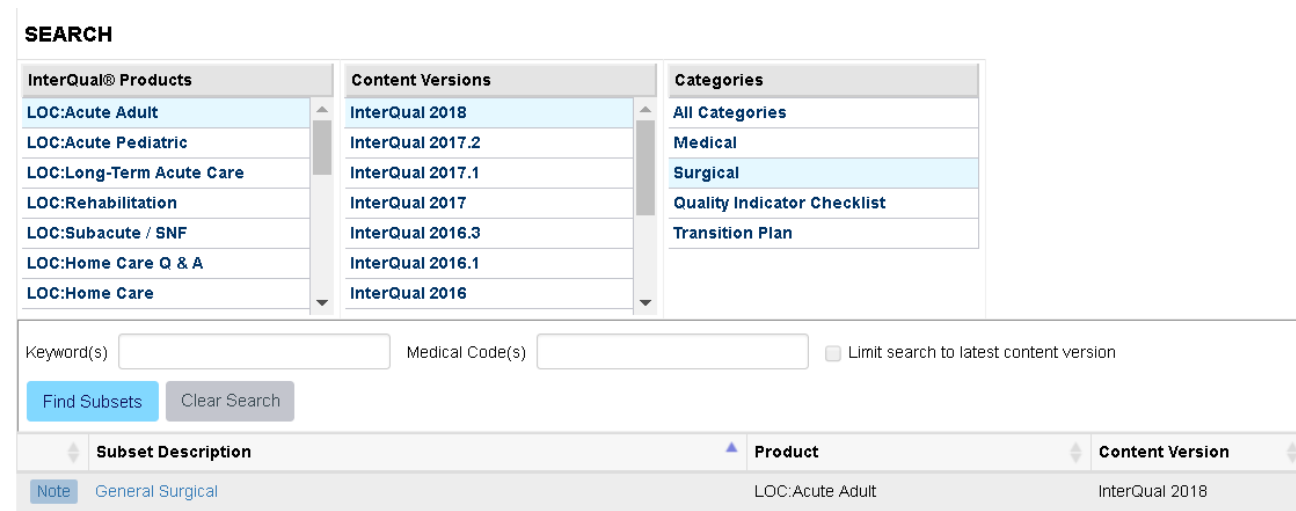 SEARCH
InterQual® Products Content Versions Categories
LOC:Acute Adult InterQual 2018 All Categories
LOC:Acute Pediatric InterQual 2017.2 Medical
LOC:Long-Term Acute Care InterQual 2017.1 Surgical
LOC:Rehabilitation InterQual 2017 Quality Indicator Checklist
LOC:Subacute / SNF InterQual 2016.3 Transition Plan
LOC:Home Care Q & A InterQual 2016.1
LOC:Home Care InterQual 2016
Keyword(s) Medical Code(s) Limit search to latest content version
Find Subsets Clear Search
Subset Description Product Content Version
Note General Surgical LOC:Acute Adult InterQual 2018